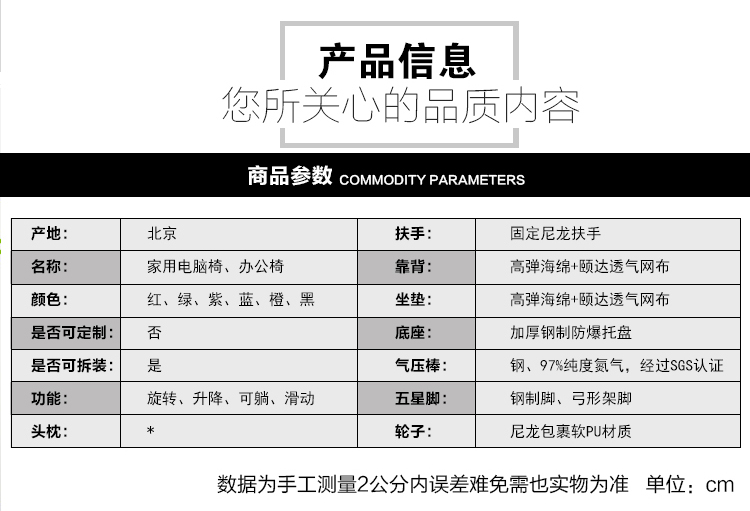 产品信息
您所关心的品质内容
商品参数 COMMODITY PARAMETERS
产地： 北京 扶手： 固定尼龙扶手
名称： 家用电脑椅、办公椅 靠背： 高弹海绵+颐达透气网布
颜色： 红、绿、紫、蓝、橙、黑 坐垫： 高弹海绵+颐达透气网布
是否可定制： 否 底座： 加厚钢制防爆托盘
是否可拆装： 是 气压棒： 钢、97%纯度氮气，经过SGS认证
功能： 旋转、升降、可躺、滑动 五星脚： 钢制脚、弓形架脚
头枕： * 轮子： 尼龙包裹软PU材质
数据为手工测量2公分内误差难免需也实物为准 单位：cm